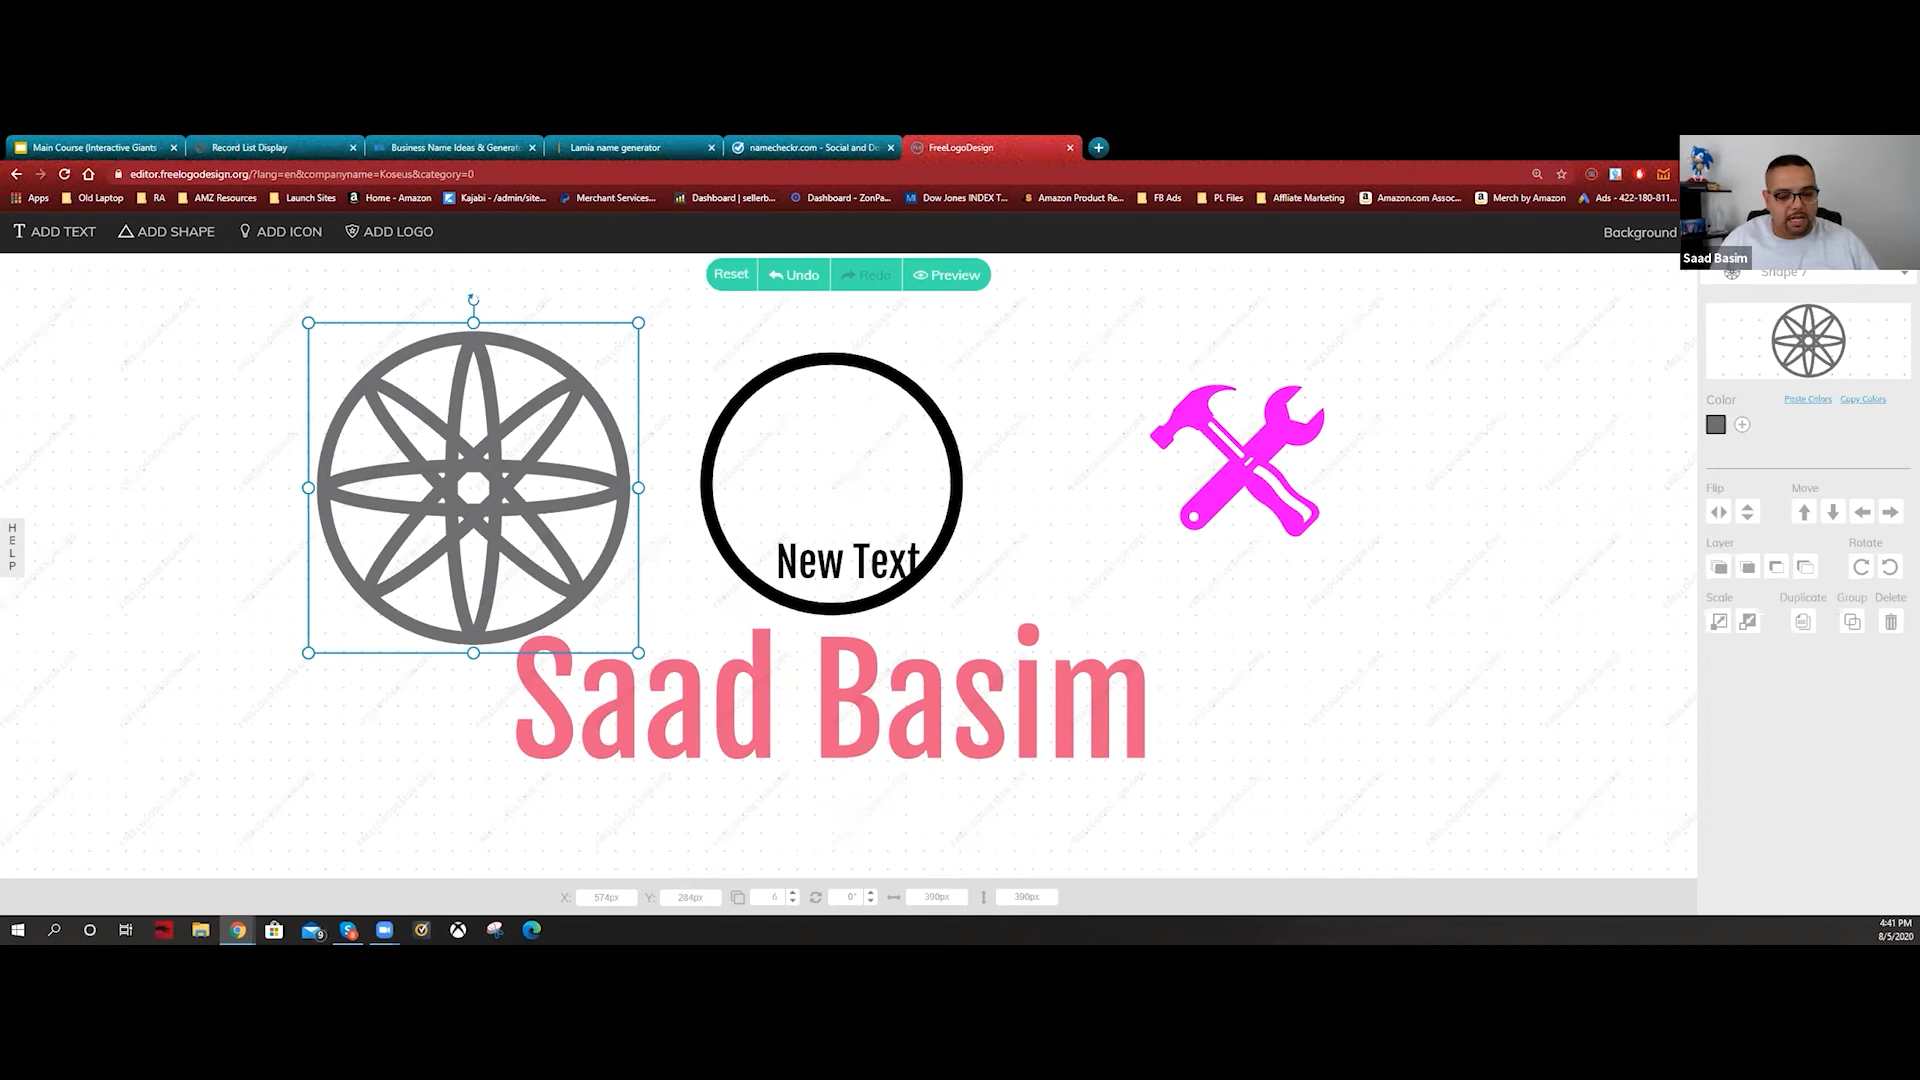 Main Course (Interactive Giants
Record List Display
Business Name Ideas & Generat
Lamia name generator
namecheckr.com - Social and Do
FreeLogoDesign
editor.freelogodesign.org/?lang=en&companyname=Koseus&category=0
Apps
Old Laptop
RA
AMZ Resources
Launch Sites
Home - Amazon
Kajabi - /admin/site...
Merchant Services...
Dashboard | sellerb...
Dashboard - ZonPa...
Dow Jones INDEX T...
Amazon Product Re...
FB Ads
PL Files
Affliate Marketing
Amazon.com Assoc...
Merch by Amazon
Ads - 422-180-811...
ADD TEXT
ADD SHAPE
ADD ICON
ADD LOGO
Background
Saad Basim
Shape 7
Reset
Undo
Redo
Preview
Color
Paste Colors
Copy Colors
Flip
Move
Layer
Rotate
Scale
Duplicate
Group
Delete
HELP
New Text
Saad Basim
FREELOGODESIGN.ORG
X:
574px
Y:
284px
6
0°
390px
390px
9
4:41 PM
8/5/2020